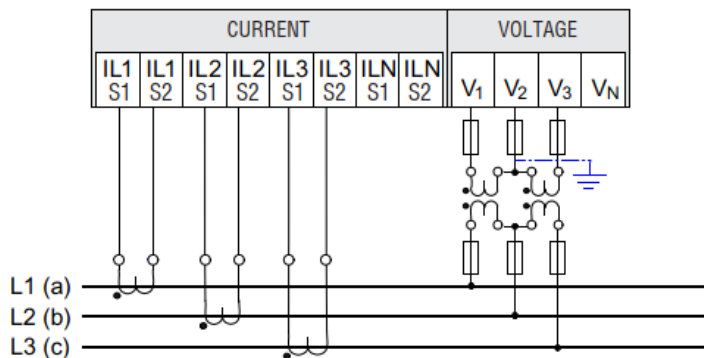 CURRENT VOLTAGE
IL1 IL1 IL2 IL2 IL3 IL3 ILN ILN V1 V2 V3 VN
S1 S2 S1 S2 S1 S2 S1 S2
L1 (a)
L2 (b)
L3 (c)